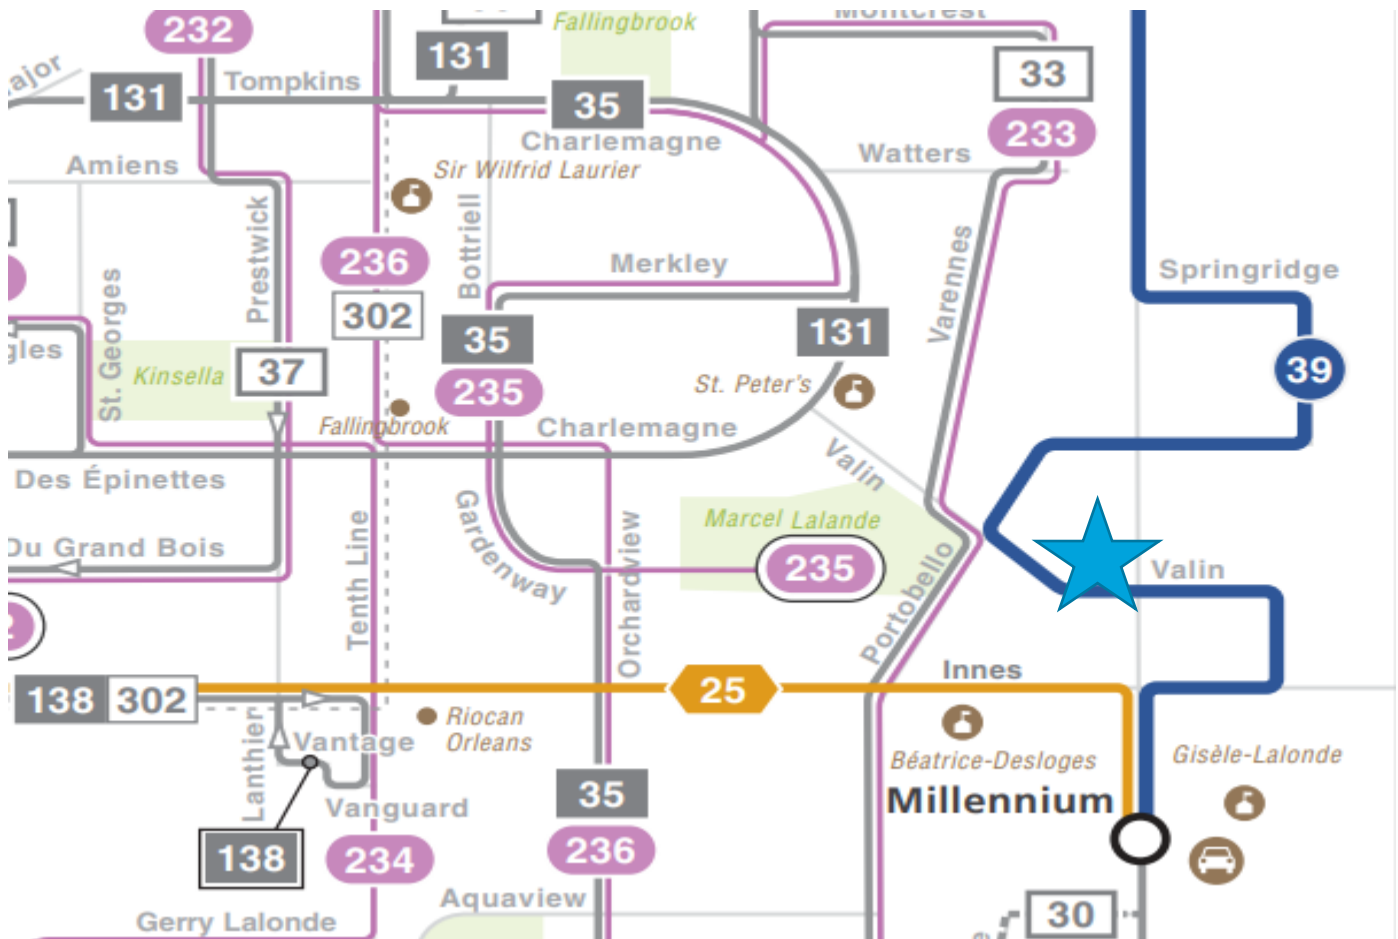 232
Fallingbrook
Montcrest
ajor
131
Tompkins
131
35
33
Charlemagne
233
Amiens
Sir Wilfrid Laurier
Watters
Prestwick
Bottriell
236
Merkley
Varennes
Springridge
302
St. Georges
35
131
39
gles
Kinsella
37
235
St. Peter's
Fallingbrook
Charlemagne
Valin
Des Épinettes
Gardenway
Marcel Lalande
Du Grand Bois
Tenth Line
Orchardview
235
Portobello
Valin
2
138 302
25
Innes
Lanthier
Vantage
Riocan
Orleans
Béatrice-Desloges
Gisèle-Lalonde
Vanguard
35
Millennium
138
234
236
Aquaview
Gerry Lalonde
30
e